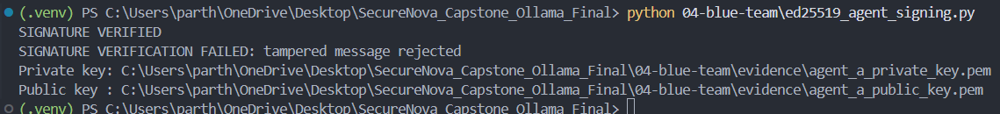 (.venv) PS C:\Users\parth\OneDrive\Desktop\SecureNova_Capstone_Ollama_Final> python 04-blue-team\ed25519_agent_signing.py
SIGNATURE VERIFIED
SIGNATURE VERIFICATION FAILED: tampered message rejected
Private key: C:\Users\parth\OneDrive\Desktop\SecureNova_Capstone_Ollama_Final\04-blue-team\evidence\agent_a_private_key.pem
Public key : C:\Users\parth\OneDrive\Desktop\SecureNova_Capstone_Ollama_Final\04-blue-team\evidence\agent_a_public_key.pem
(.venv) PS C:\Users\parth\OneDrive\Desktop\SecureNova_Capstone_Ollama_Final>